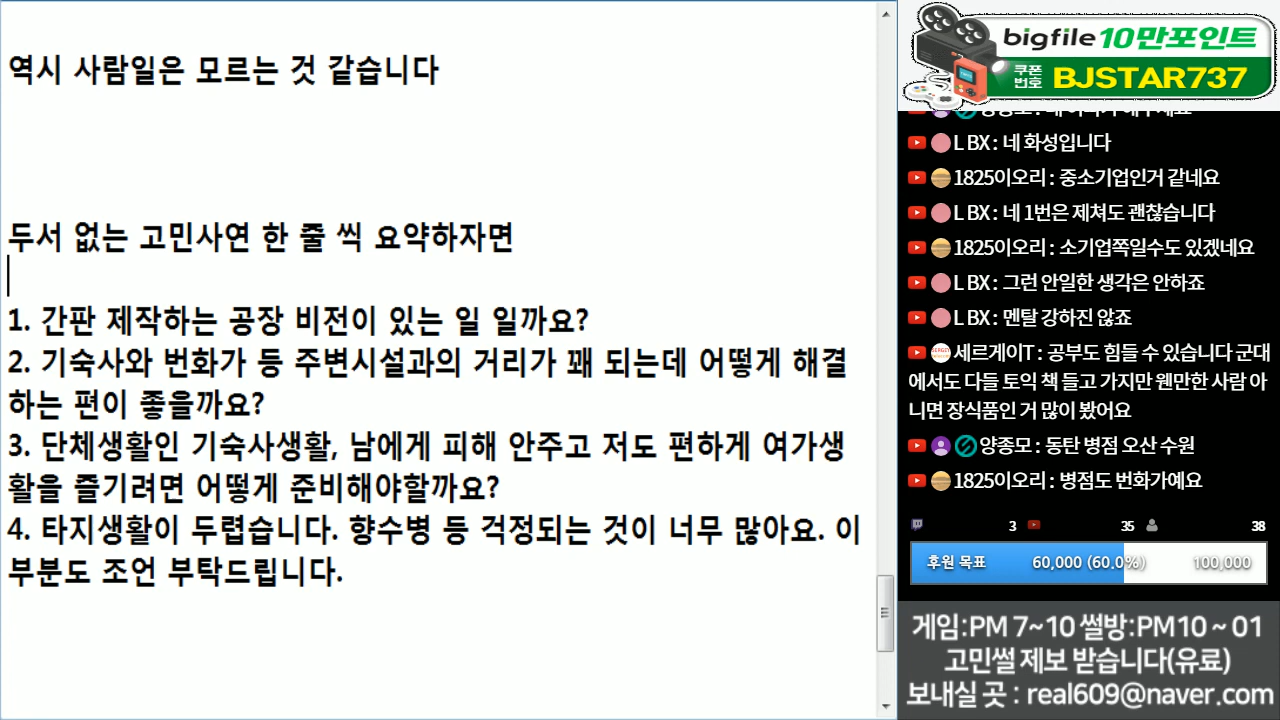 역시 사람일은 모르는 것 같습니다
두서 없는 고민사연 한 줄 씩 요약하자면
1. 간판 제작하는 공장 비전이 있는 일 일까요?
2. 기숙사와 번화가 등 주변시설과의 거리가 꽤 되는데 어떻게 해결
하는 편이 좋을까요?
3. 단체생활인 기숙사생활, 남에게 피해 안주고 저도 편하게 여가생
활을 즐기려면 어떻게 준비해야할까요?
4. 타지생활이 두렵습니다. 향수병 등 걱정되는 것이 너무 많아요. 이
부분도 조언 부탁드립니다.
bigfile 10만포인트
쿠폰
번호 BJSTAR737
L BX : 네 화성입니다
1825이오리 : 중소기업인거 같네요
L BX : 네 1번은 제쳐도 괜찮습니다
1825이오리 : 소기업쪽일수도 있겠네요
L BX : 그런 안일한 생각은 안하죠
L BX : 멘탈 강하진 않죠
세르게이T : 공부도 힘들 수 있습니다 군대
에서도 다들 토익 책 들고 가지만 웬만한 사람 아
니면 장식품인 거 많이 봤어요
양종모 : 동탄 병점 오산 수원
1825이오리 : 병점도 번화가예요
3 35 38
후원 목표 60,000 (60.0%) 100,000
게임:PM 7~10 썰방:PM10 ~ 01
고민썰 제보 받습니다(유료)
보내실 곳 : real609@naver.com